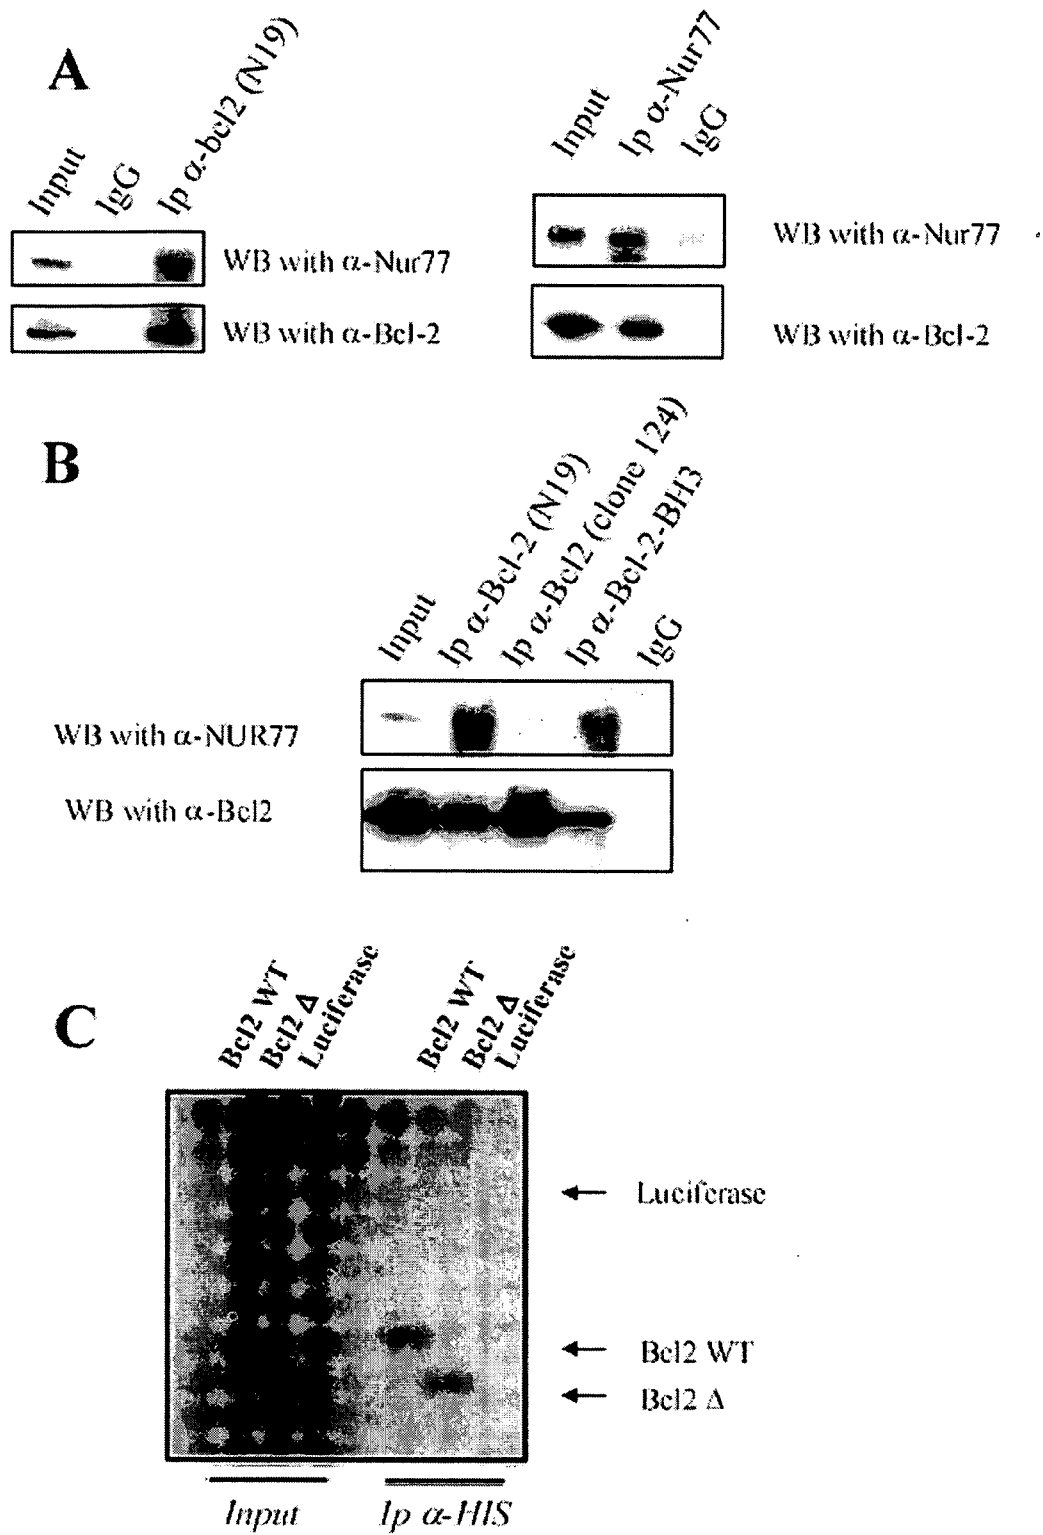 A
Input
IgG
Ip α-bcl2 (N19)
WB with α-Nur77
WB with α-Bcl-2
Input
Ip α-Nur77
IgG
WB with α-Nur77
WB with α-Bcl-2
B
Input
Ip α-Bcl-2 (N19)
Ip α-Bcl2 (clone 124)
Ip α-Bcl-2-BH3
IgG
WB with α-NUR77
WB with α-Bcl2
C
Bcl2 WT
Bcl2 Δ
Luciferase
Bcl2 WT
Bcl2 Δ
Luciferase
Luciferase
Bcl2 WT
Bcl2 Δ
Input
Ip α-HIS